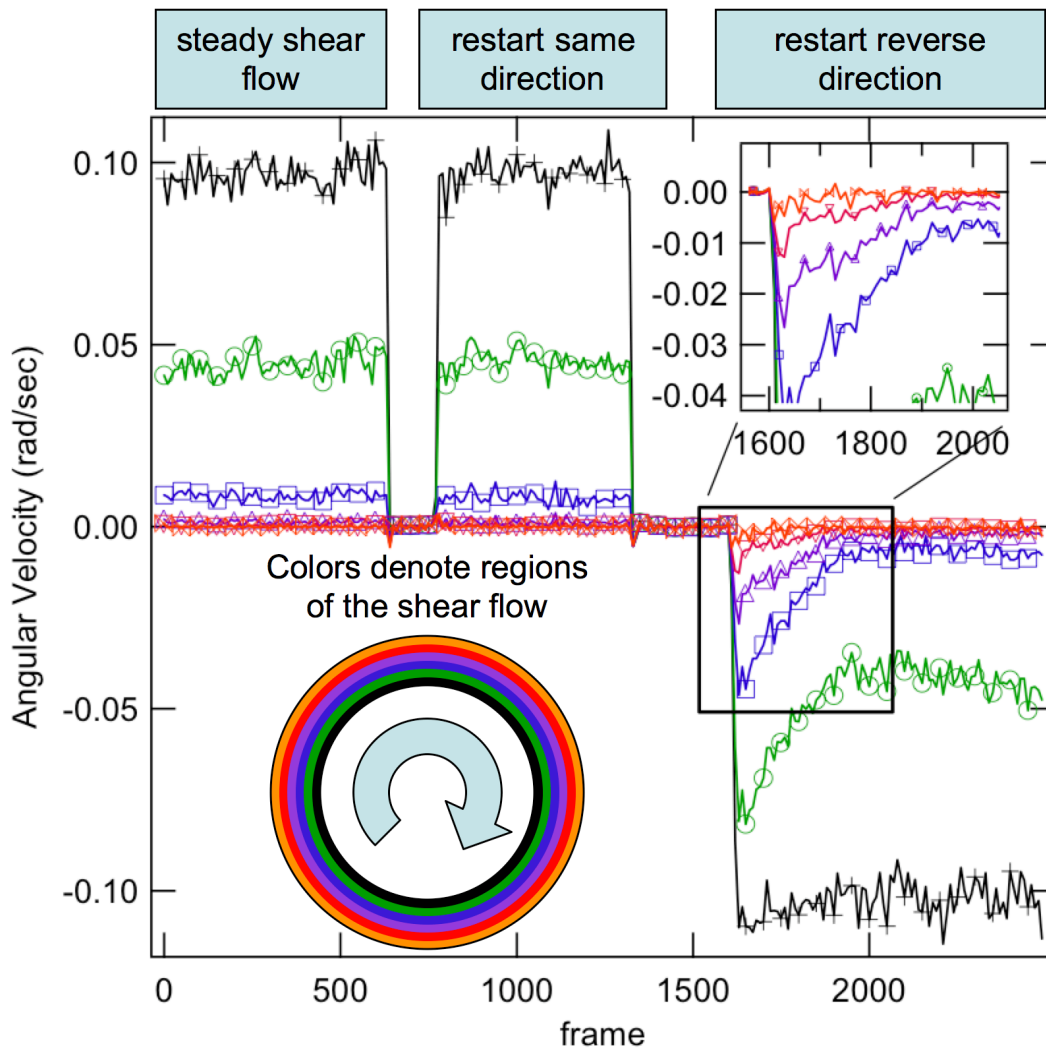 steady shear
flow
restart same
direction
restart reverse
direction
0.10
0.05
0.00
-0.05
-0.10
Angular Velocity (rad/sec)
0.00
-0.01
-0.02
-0.03
-0.04
1600
1800
2000
Colors denote regions
of the shear flow
0
500
1000
1500
2000
frame